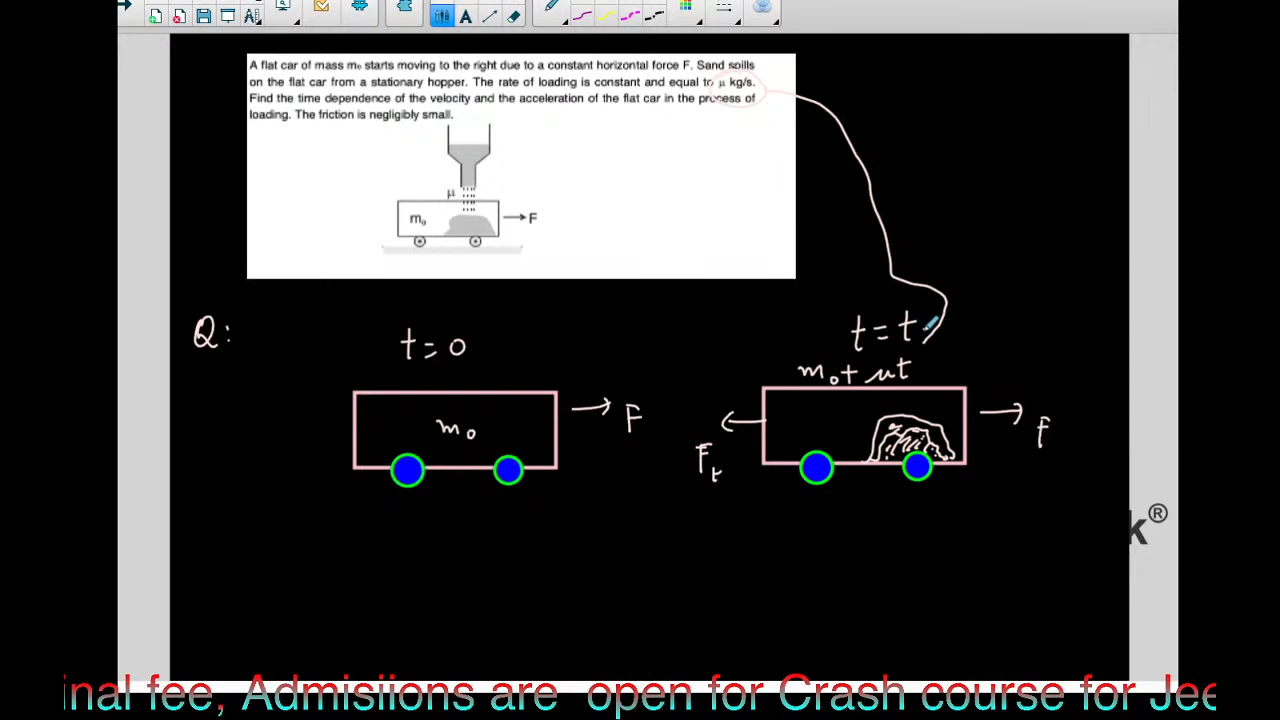 A flat car of mass m₀ starts moving to the right due to a constant horizontal force F. Sand spills
on the flat car from a stationary hopper. The rate of loading is constant and equal to μ kg/s.
Find the time dependence of the velocity and the acceleration of the flat car in the process of
loading. The friction is negligibly small.
μ
m₀
F
Q:
t = 0
t = t
m₀ + μt
m₀
F
Fₜ
F
k®
inal fee, Admisiions are open for Crash course for Jee